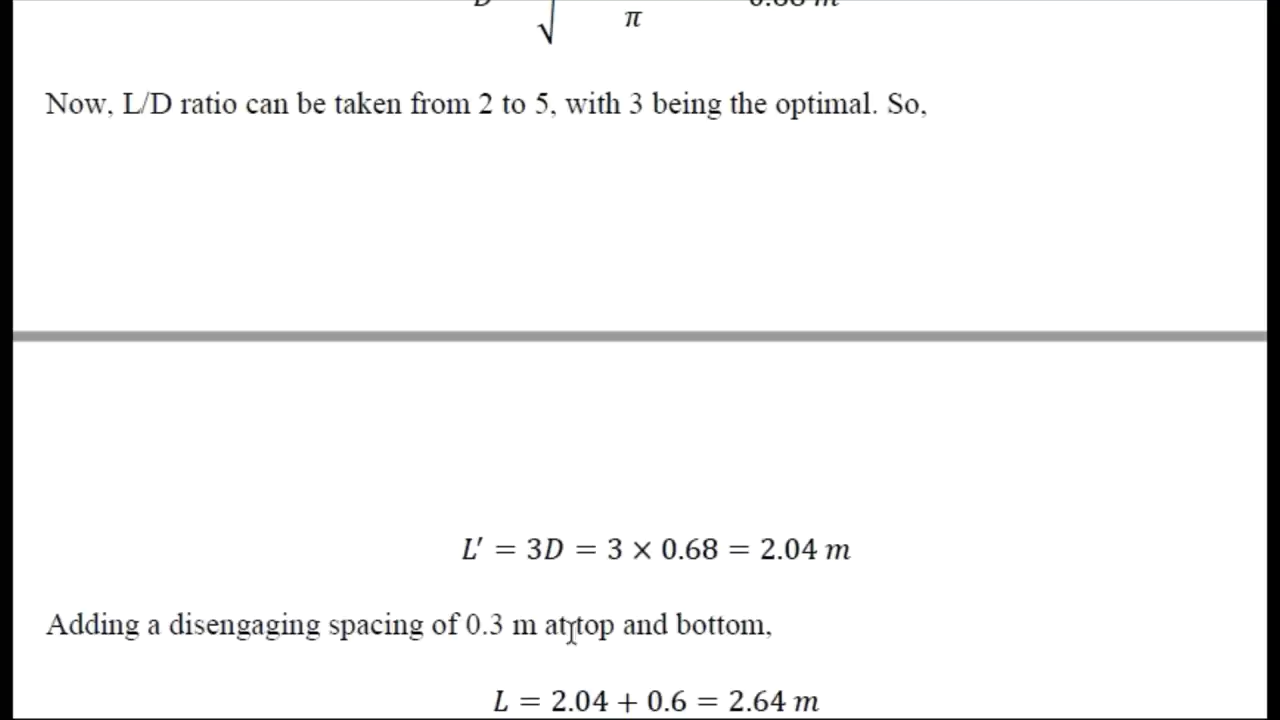 π
Now, L/D ratio can be taken from 2 to 5, with 3 being the optimal. So,
L′ = 3D = 3 × 0.68 = 2.04 m
Adding a disengaging spacing of 0.3 m at top and bottom,
L = 2.04 + 0.6 = 2.64 m